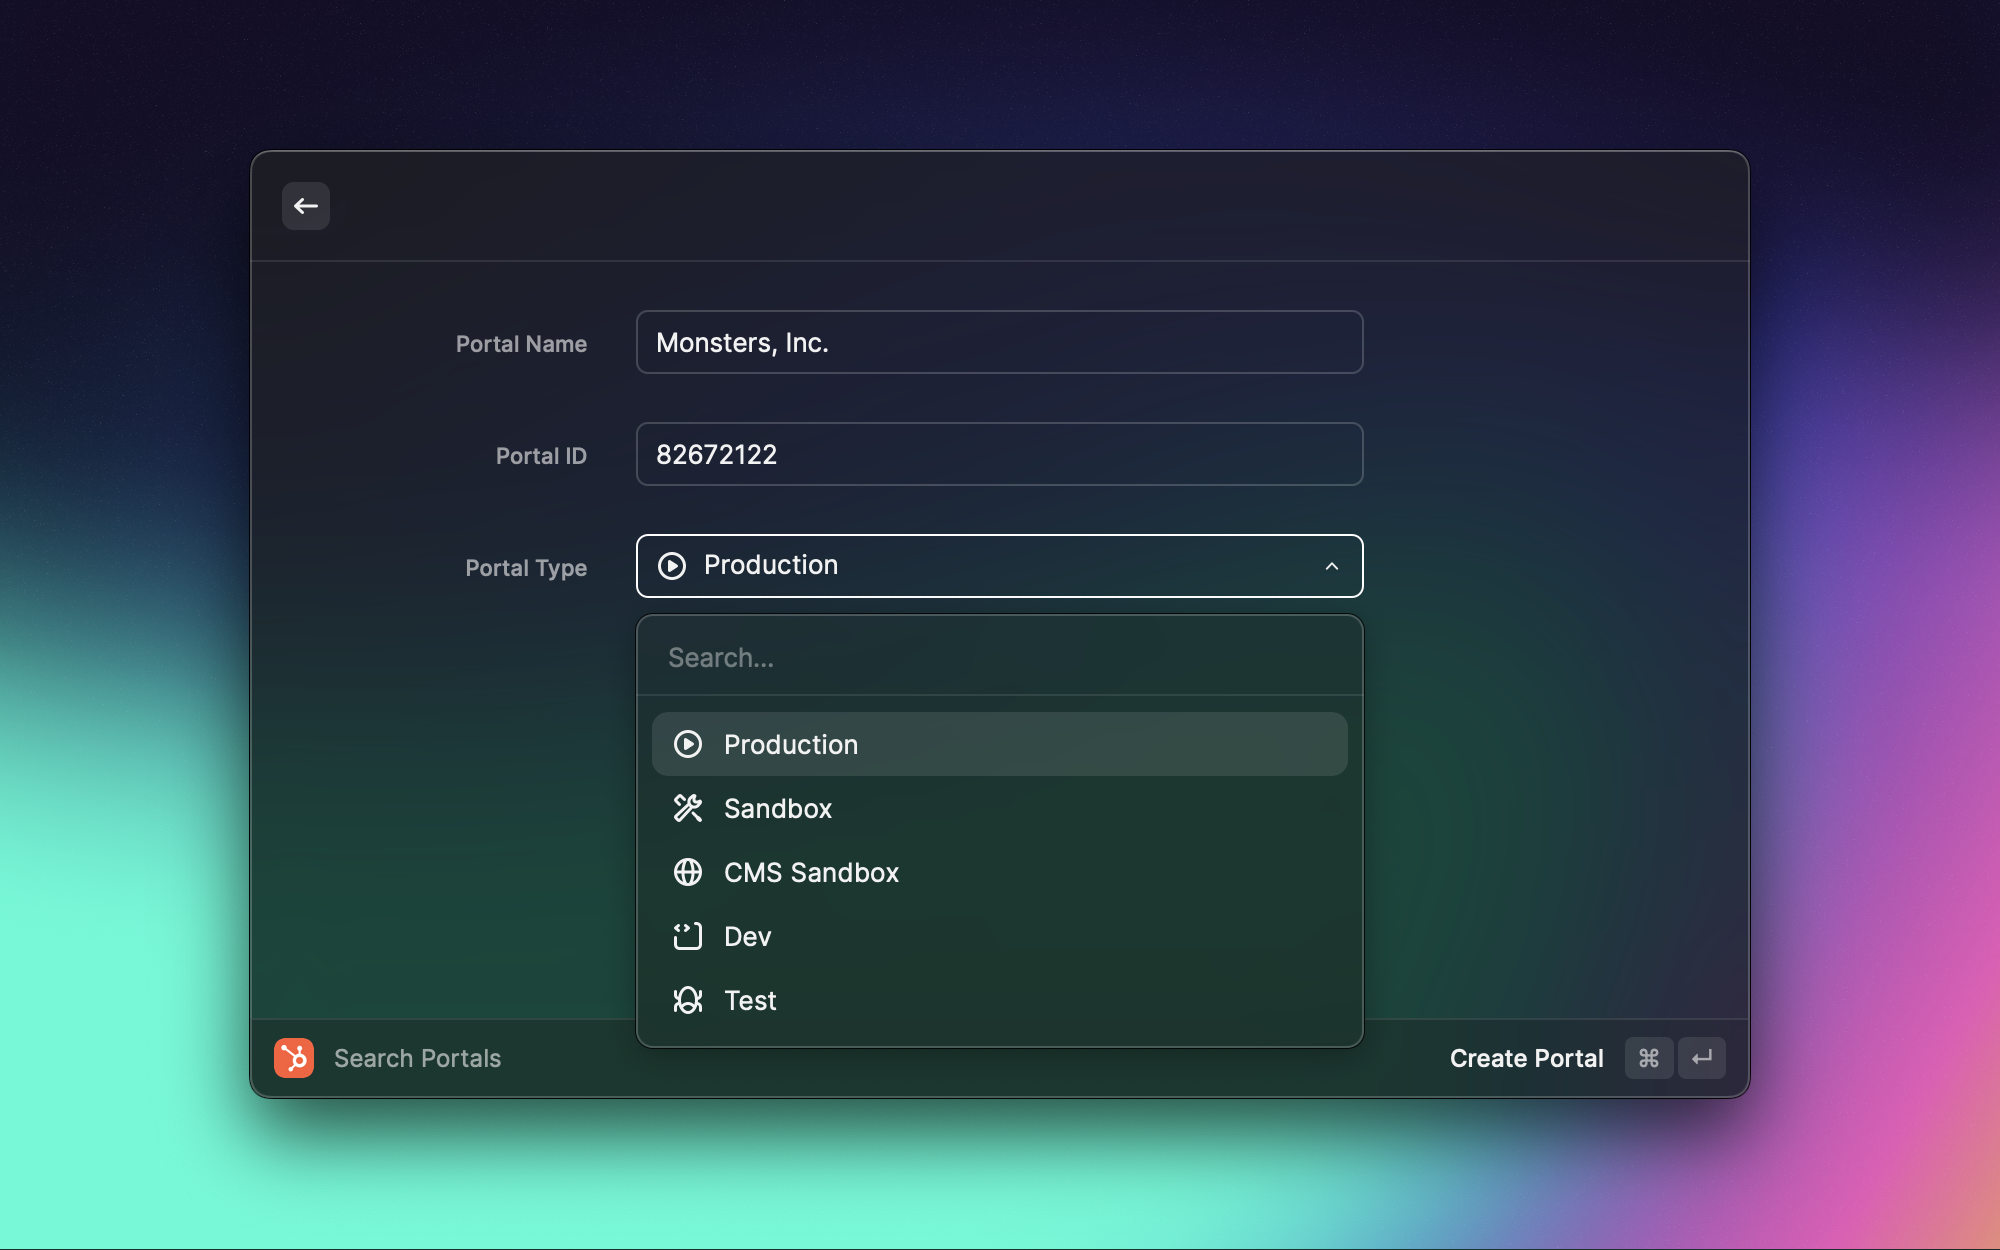 Portal Name
Monsters, Inc.
Portal ID
82672122
Portal Type
Production
Search...
Production
Sandbox
CMS Sandbox
Dev
Test
Search Portals
Create Portal ⌘ ↵